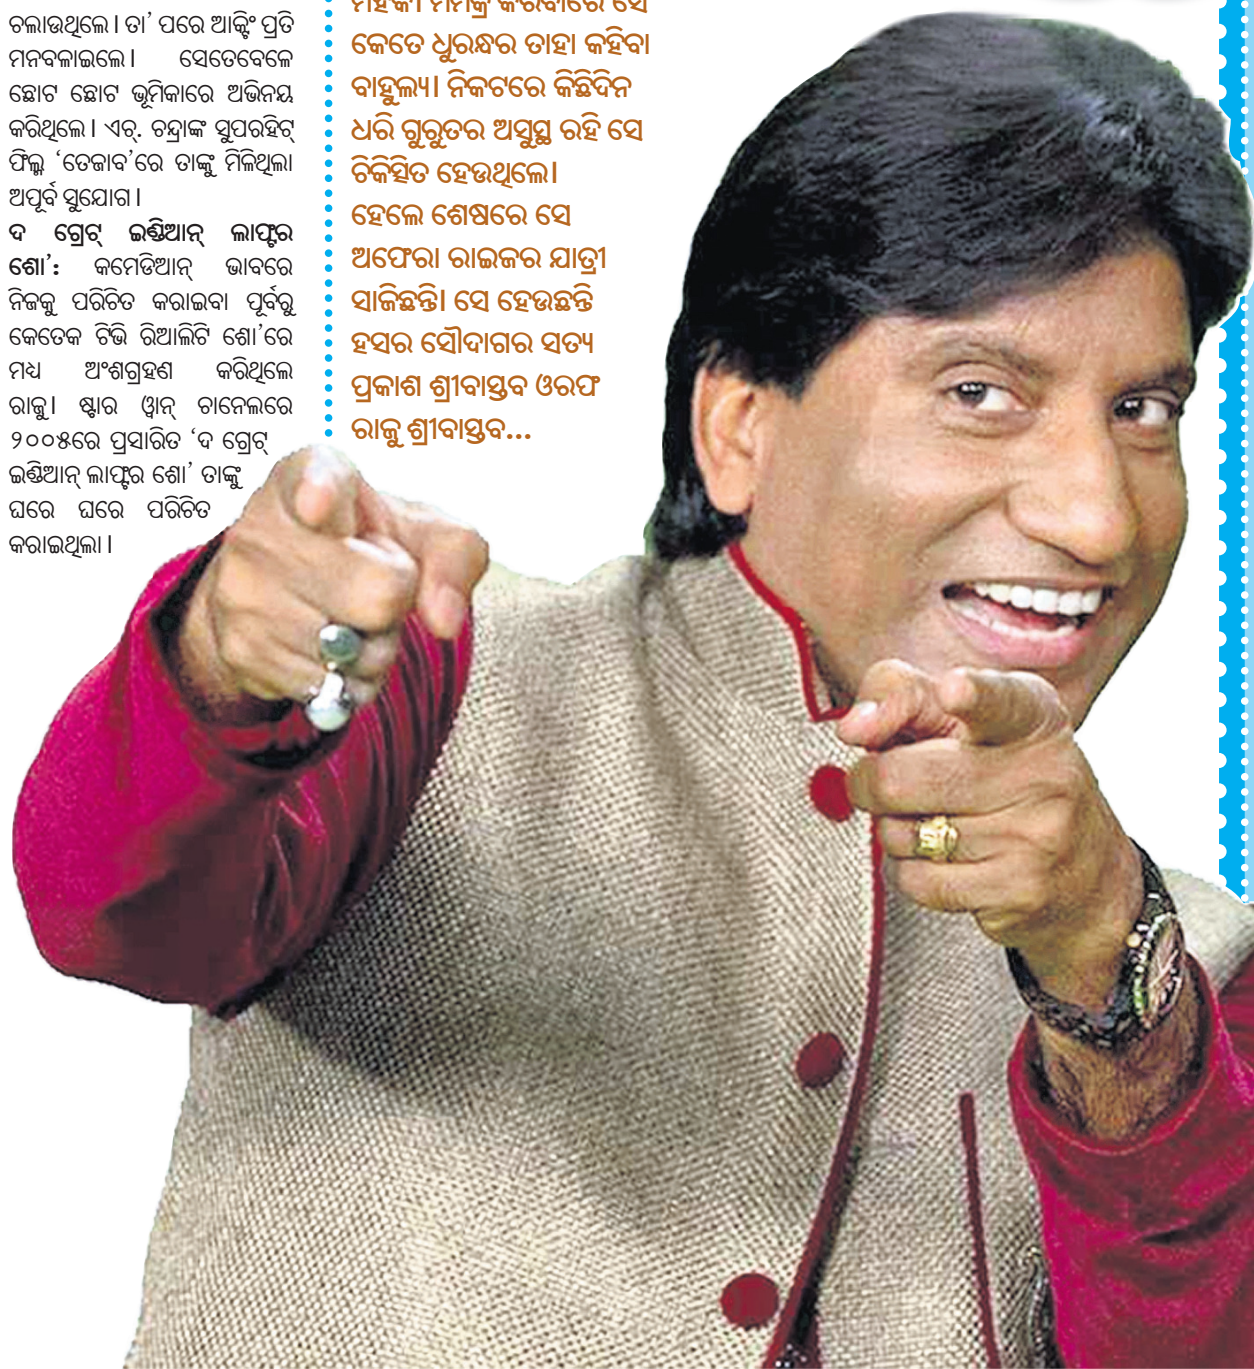 ଚଳାଉଥିଲେ। ତା’ ପରେ ଆକ୍ଟିଂ ପ୍ରତି
ମନବଳାଇଲେ। ସେତେବେଳେ
ଛୋଟ ଛୋଟ ଭୂମିକାରେ ଅଭିନୟ
କରିଥିଲେ। ଏଚ୍. ଚନ୍ଦ୍ରାଙ୍କ ସୁପରହିଟ୍
ଫିଲ୍ମ ‘ତେଜାବ’ରେ ତାଙ୍କୁ ମିଳିଥିଲା
ଅପୂର୍ବ ସୁଯୋଗ।
ଦ ଗ୍ରେଟ୍ ଇଣ୍ଡିଆନ୍ ଲାଫ୍ଟର
ଶୋ’: କମେଡିଆନ୍ ଭାବରେ
ନିଜକୁ ପରିଚିତ କରାଇବା ପୂର୍ବରୁ
କେତେକ ଟିଭି ରିଆଲିଟି ଶୋ’ରେ
ମଧ୍ୟ ଅଂଶଗ୍ରହଣ କରିଥିଲେ
ରାଜୁ। ଷ୍ଟାର ୱାନ୍ ଚାନେଲରେ
୨୦୦୫ରେ ପ୍ରସାରିତ ‘ଦ ଗ୍ରେଟ୍
ଇଣ୍ଡିଆନ୍ ଲାଫ୍ଟର ଶୋ’ ତାଙ୍କୁ
ଘରେ ଘରେ ପରିଚିତ
କରାଇଥିଲା।
କରିବାରେ ସେ
କେତେ ଧୁରନ୍ଧର ତାହା କହିବା
ବାହୁଲ୍ୟ। ନିକଟରେ କିଛିଦିନ
ଧରି ଗୁରୁତର ଅସୁସ୍ଥ ରହି ସେ
ଚିକିତ୍ସିତ ହେଉଥିଲେ।
ହେଲେ ଶେଷରେ ସେ
ଅଫେରା ରାଇଜର ଯାତ୍ରୀ
ସାଜିଛନ୍ତି। ସେ ହେଉଛନ୍ତି
ହସର ସୌଦାଗର ସତ୍ୟ
ପ୍ରକାଶ ଶ୍ରୀବାସ୍ତବ ଓରଫ
ରାଜୁ ଶ୍ରୀବାସ୍ତବ...